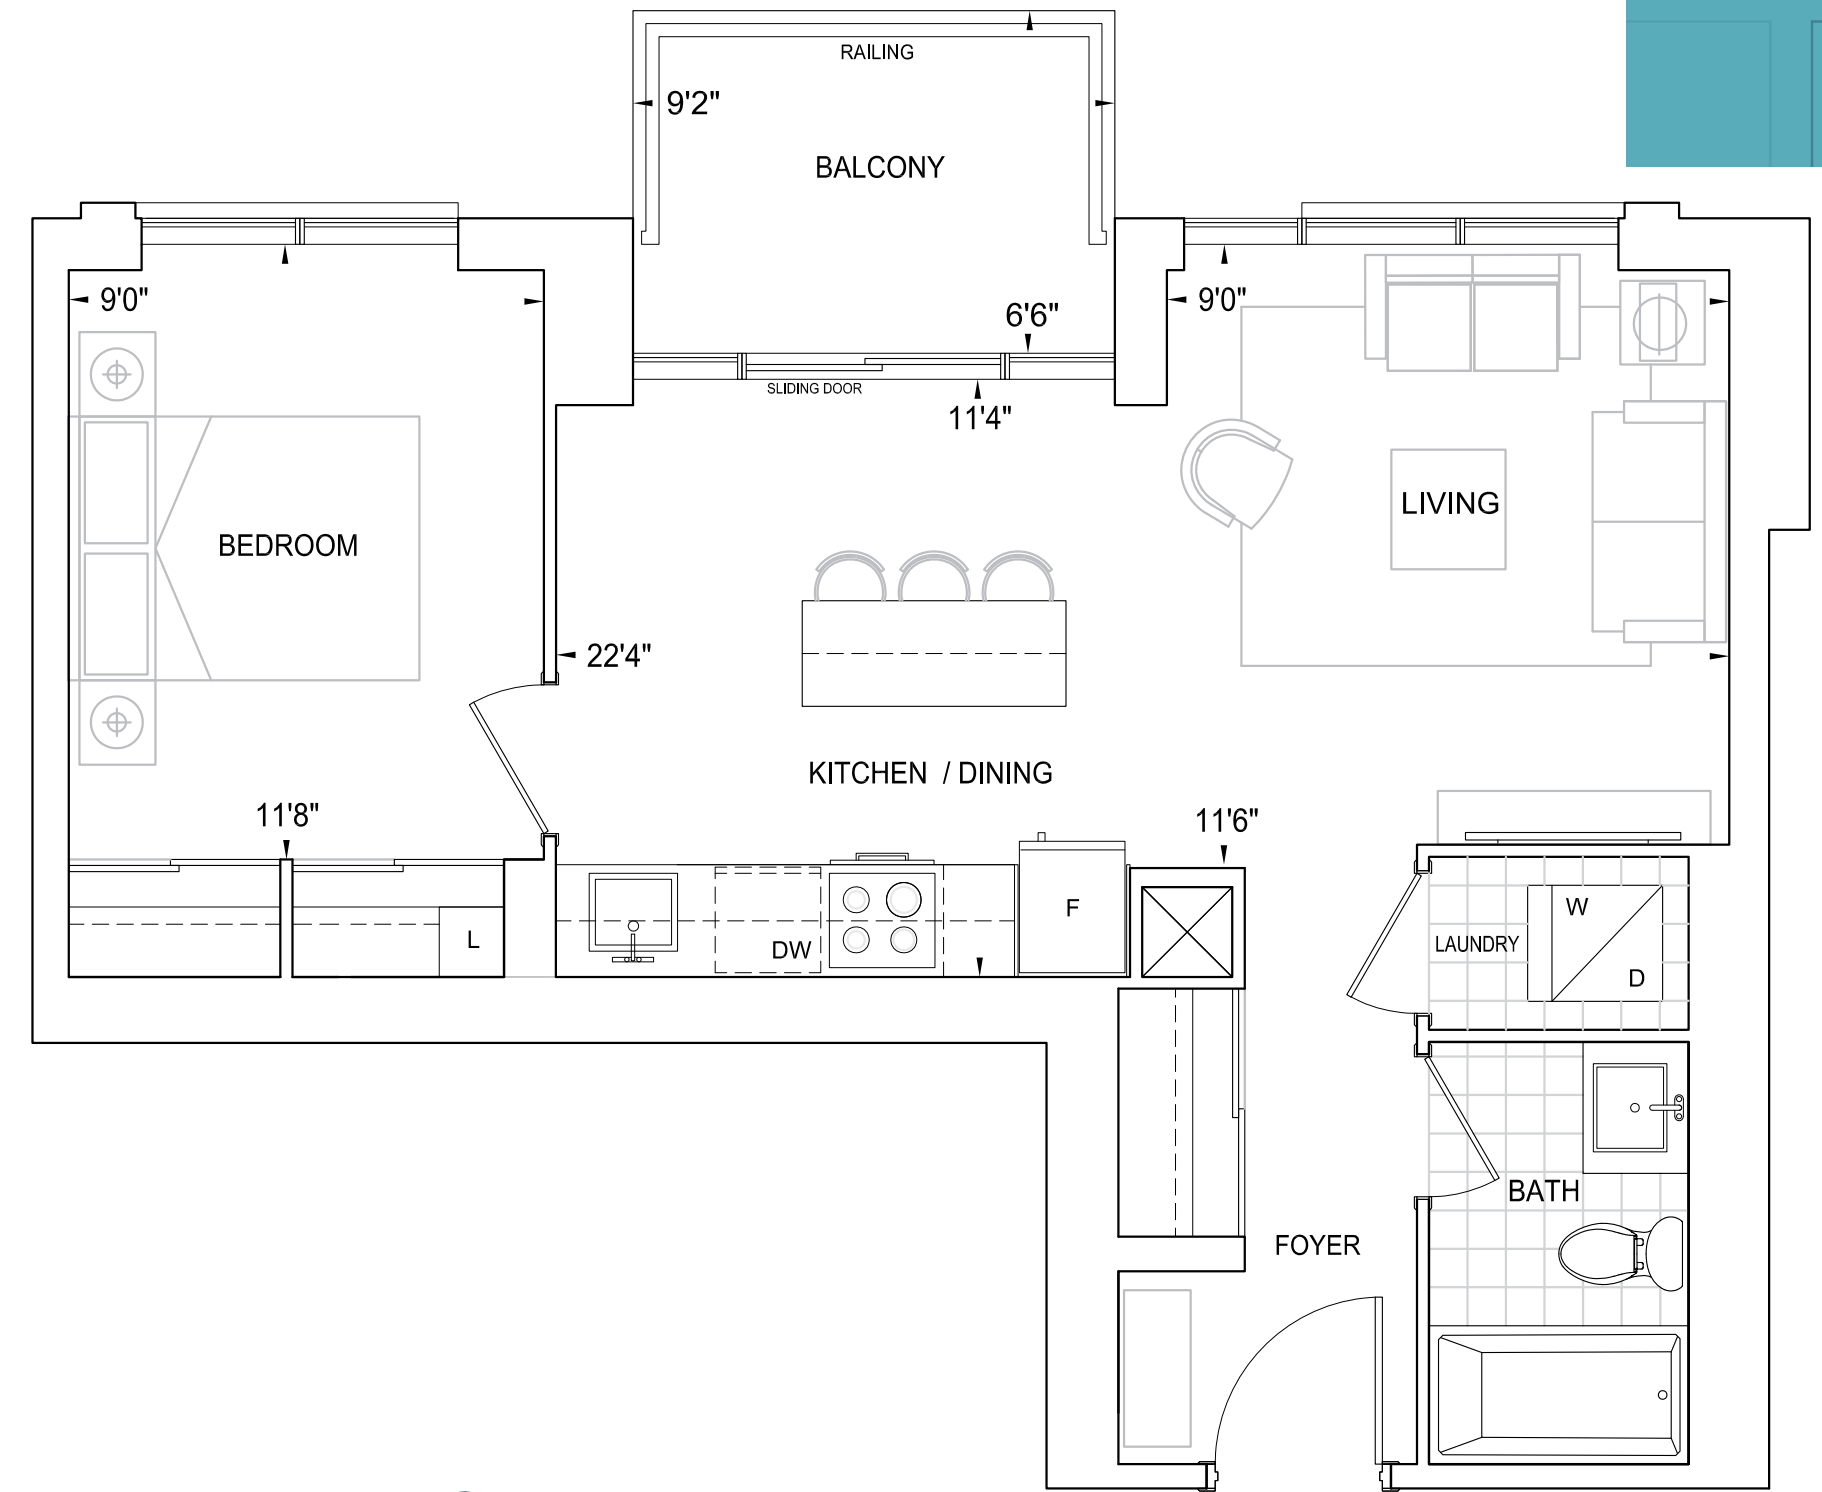 RAILING
9'2"
BALCONY
9'0"
9'0"
6'6"
SLIDING DOOR
11'4"
LIVING
BEDROOM
22'4"
KITCHEN / DINING
11'8"
11'6"
F
W
L
DW
LAUNDRY
D
BATH
FOYER